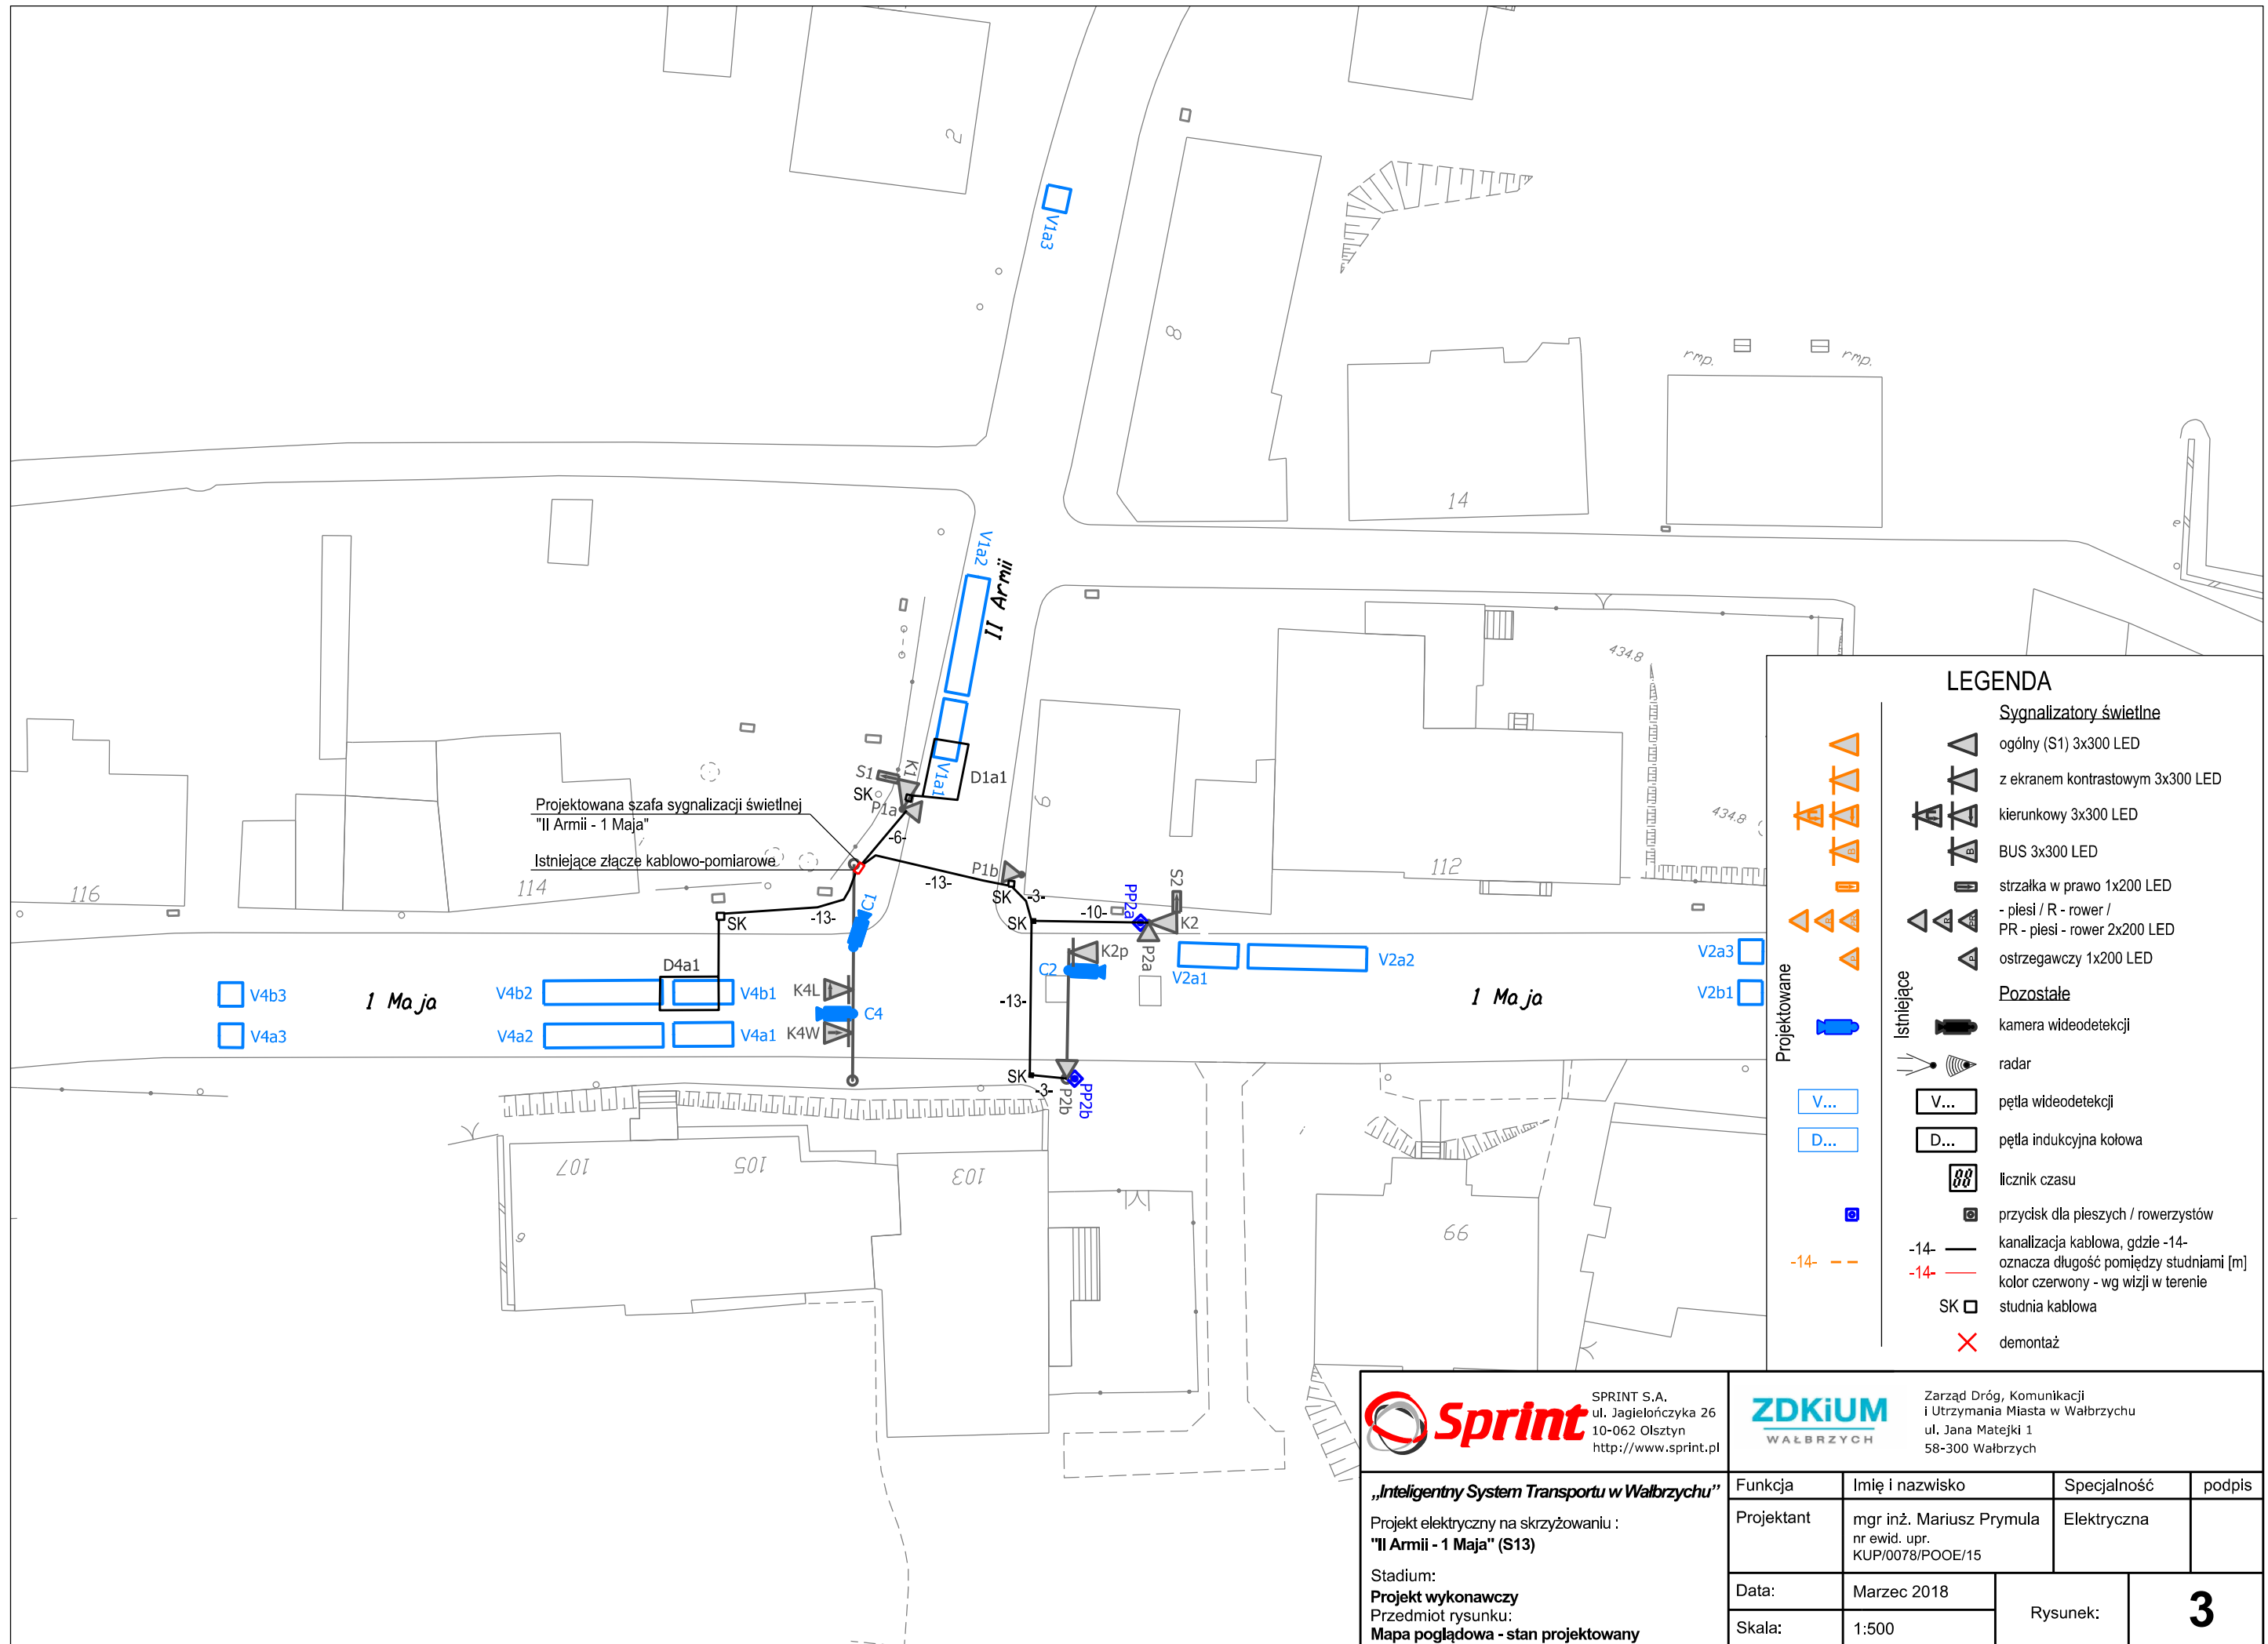 2
V1a3
8
rmp.
rmp.
14
e
V1a2
II Armii
434.8
434.8
6
112
K1
S1
SK
P1a
V1a1
D1a1
Projektowana szafa sygnalizacji świetlnej
"II Armii - 1 Maja"
Istniejące złącze kablowo-pomiarowe
-6-
116
114
P1b
-13-
SK
-3-
SK
-10-
PP2a
S2
K2
P2a
SK
-13-
C1
K2p
C2
V2a1
V2a2
V2a3
V2b1
D4a1
V4b3
1 Maja
V4b2
V4b1
K4L
C4
V4a3
V4a2
V4a1
K4W
-13-
1 Maja
SK
-3-
P2b
PP2b
107
105
103
6
99
LEGENDA
Projektowane
Istniejące
Sygnalizatory świetlne
ogólny (S1) 3x300 LED
z ekranem kontrastowym 3x300 LED
kierunkowy 3x300 LED
B
B
BUS 3x300 LED
strzałka w prawo 1x200 LED
R
PR
R
PR
- piesi / R - rower /
PR - piesi - rower 2x200 LED
P
P
ostrzegawczy 1x200 LED
Pozostałe
kamera wideodetekcji
radar
V...
V...
pętla wideodetekcji
D...
D...
pętla indukcyjna kołowa
88
licznik czasu
przycisk dla pieszych / rowerzystów
-14-
-14-
-14-
kanalizacja kablowa, gdzie -14-
oznacza długość pomiędzy studniami [m]
kolor czerwony - wg wizji w terenie
SK
studnia kablowa
demontaż
Sprint
SPRINT S.A.
ul. Jagielończyka 26
10-062 Olsztyn
http://www.sprint.pl
ZDKiUM
WAŁBRZYCH
Zarząd Dróg, Komunikacji
i Utrzymania Miasta w Wałbrzychu
ul. Jana Matejki 1
58-300 Wałbrzych
„Inteligentny System Transportu w Wałbrzychu”
Projekt elektryczny na skrzyżowaniu :
"II Armii - 1 Maja" (S13)
Stadium:
Projekt wykonawczy
Przedmiot rysunku:
Mapa poglądowa - stan projektowany
Funkcja
Imię i nazwisko
Specjalność
podpis
Projektant
mgr inż. Mariusz Prymula
nr ewid. upr.
KUP/0078/POOE/15
Elektryczna
Data:
Marzec 2018
Skala:
1:500
Rysunek:
3